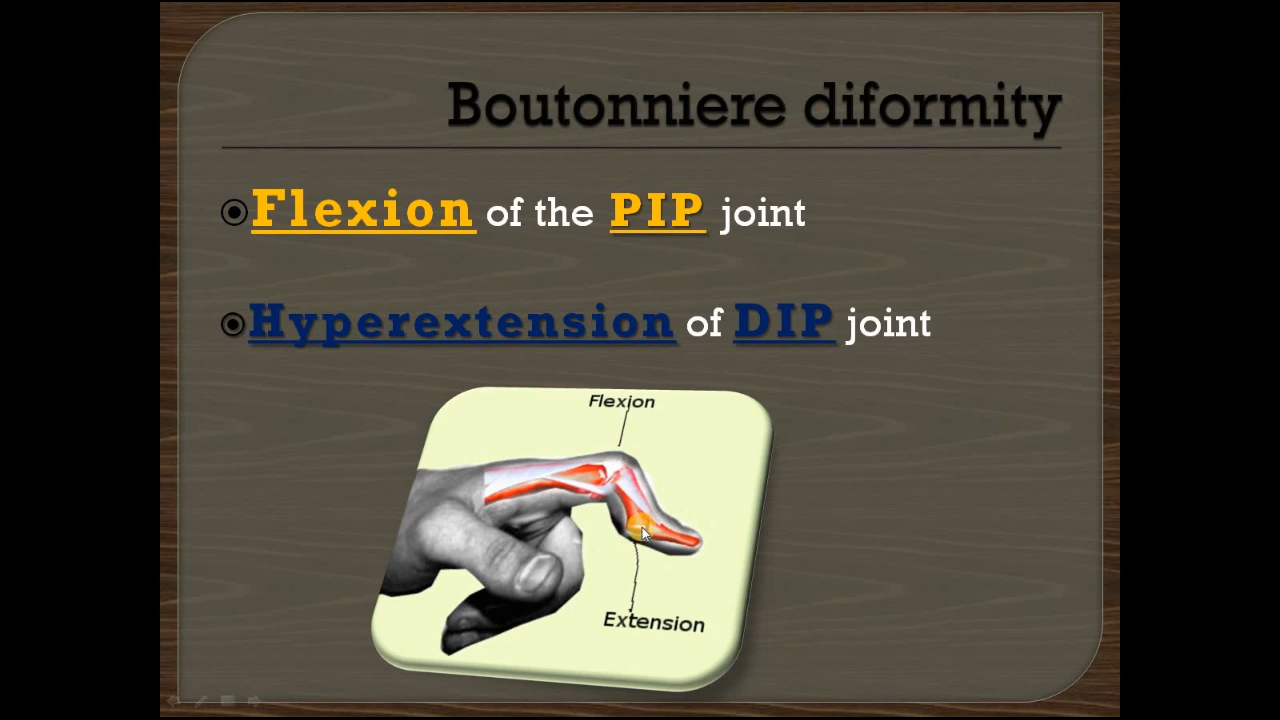 Boutonniere diformity
Flexion of the PIP joint
Hyperextension of DIP joint
Flexion
Extension